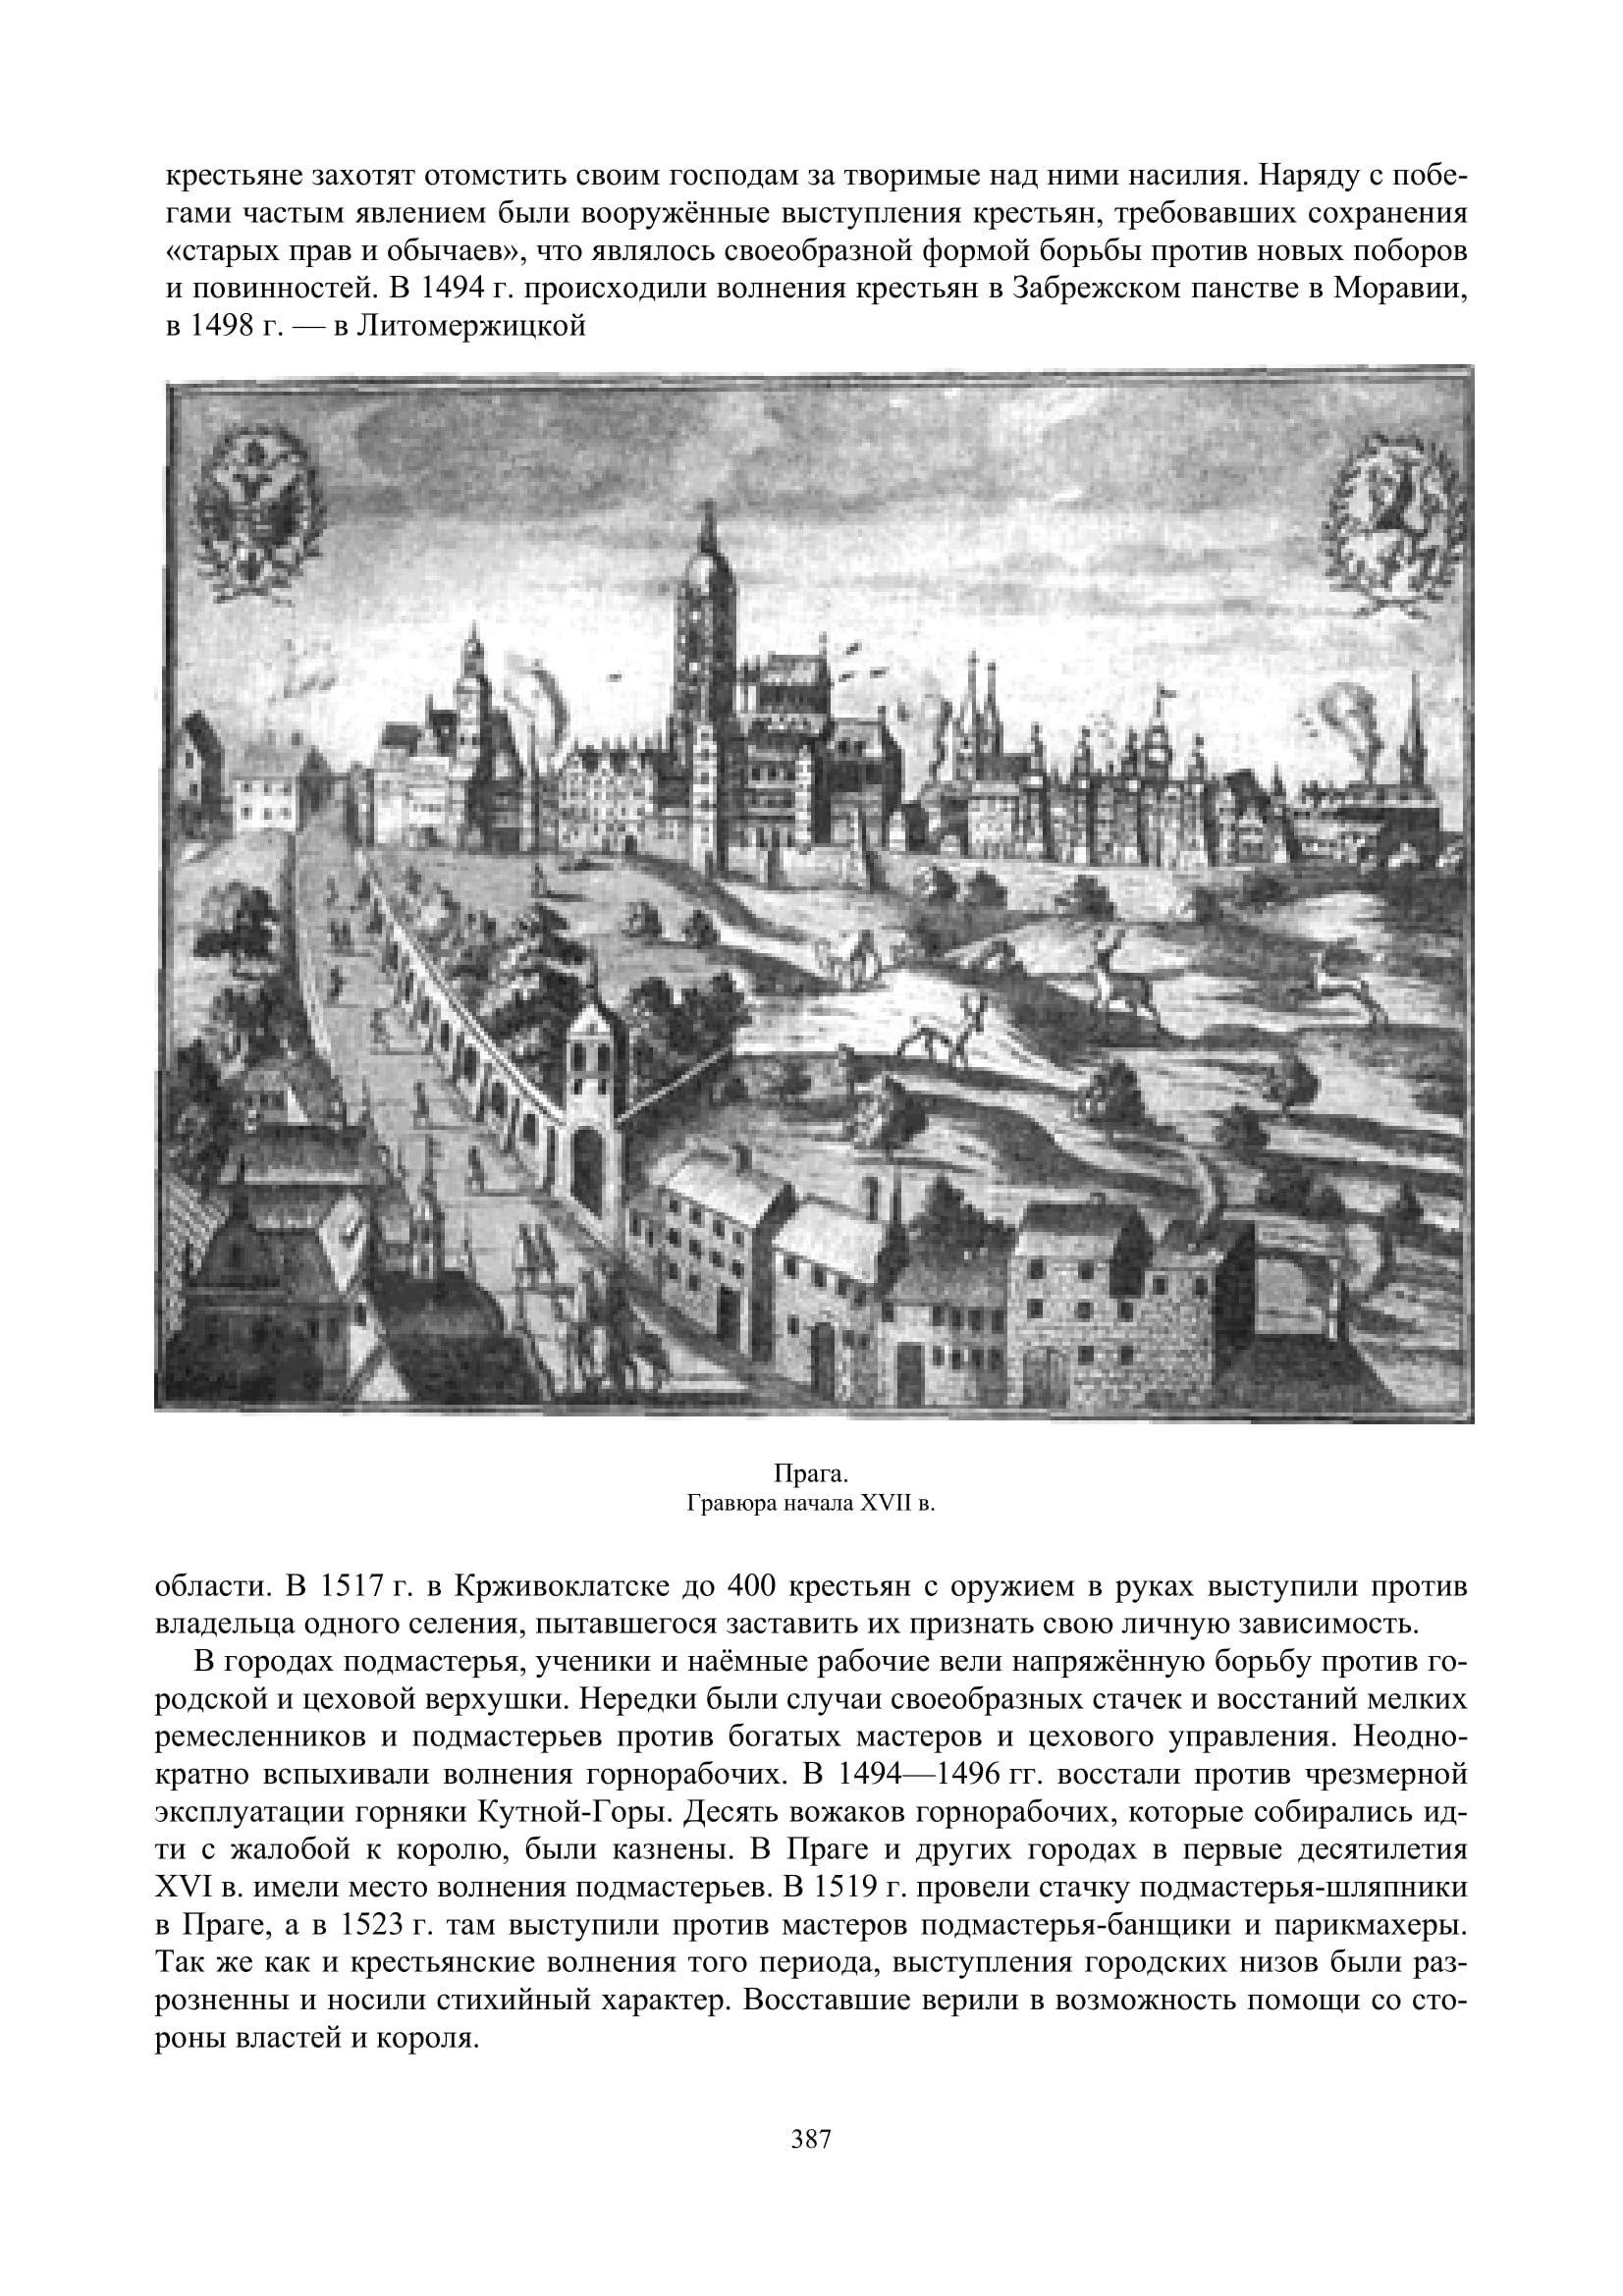 крестьяне захотят отомстить своим господам за творимые над ними насилия. Наряду с побе-
гами частым явлением были вооружённые выступления крестьян, требовавших сохранения
«старых прав и обычаев», что являлось своеобразной формой борьбы против новых поборов
и повинностей. В 1494 г. происходили волнения крестьян в Забрежском панстве в Моравии,
в 1498 г. — в Литомержицкой
Прага.
Гравюра начала XVII в.
области. В 1517 г. в Крживоклатске до 400 крестьян с оружием в руках выступили против
владельца одного селения, пытавшегося заставить их признать свою личную зависимость.
В городах подмастерья, ученики и наёмные рабочие вели напряжённую борьбу против го-
родской и цеховой верхушки. Нередки были случаи своеобразных стачек и восстаний мелких
ремесленников и подмастерьев против богатых мастеров и цехового управления. Неодно-
кратно вспыхивали волнения горнорабочих. В 1494—1496 гг. восстали против чрезмерной
эксплуатации горняки Кутной-Горы. Десять вожаков горнорабочих, которые собирались ид-
ти с жалобой к королю, были казнены. В Праге и других городах в первые десятилетия
XVI в. имели место волнения подмастерьев. В 1519 г. провели стачку подмастерья-шляпники
в Праге, а в 1523 г. там выступили против мастеров подмастерья-банщики и парикмахеры.
Так же как и крестьянские волнения того периода, выступления городских низов были раз-
розненны и носили стихийный характер. Восставшие верили в возможность помощи со сто-
роны властей и короля.
387